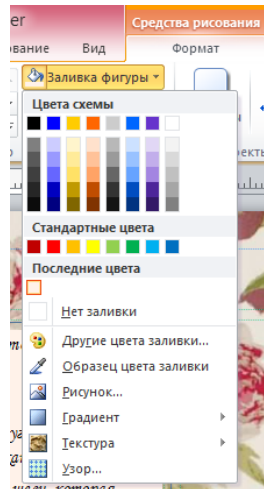 er
Средства рисования
ование
Вид
Формат
Заливка фигуры
Цвета схемы
Стандартные цвета
Последние цвета
Нет заливки
Другие цвета заливки...
Образец цвета заливки
Рисунок...
Градиент
Текстура
Узор...